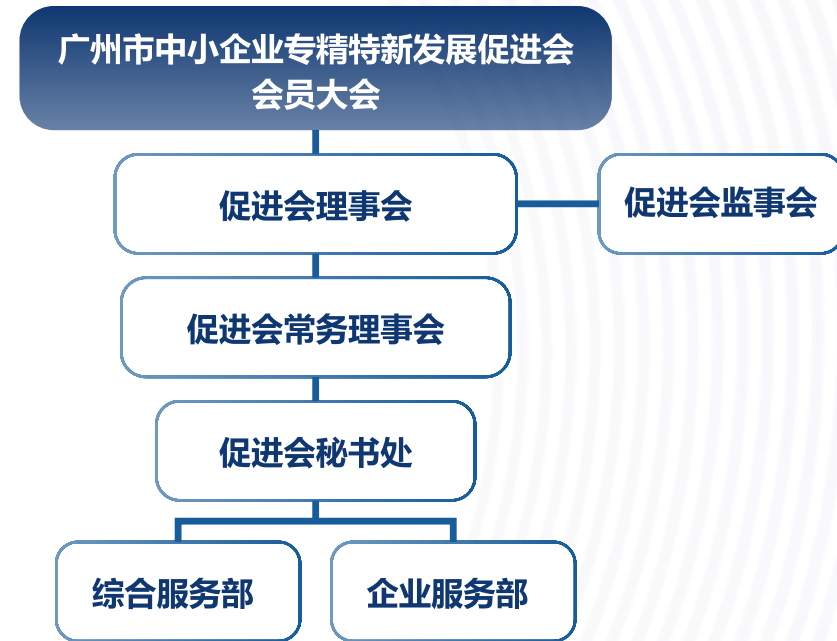 广州市中小企业专精特新发展促进会
会员大会
促进会理事会
促进会监事会
促进会常务理事会
促进会秘书处
综合服务部
企业服务部